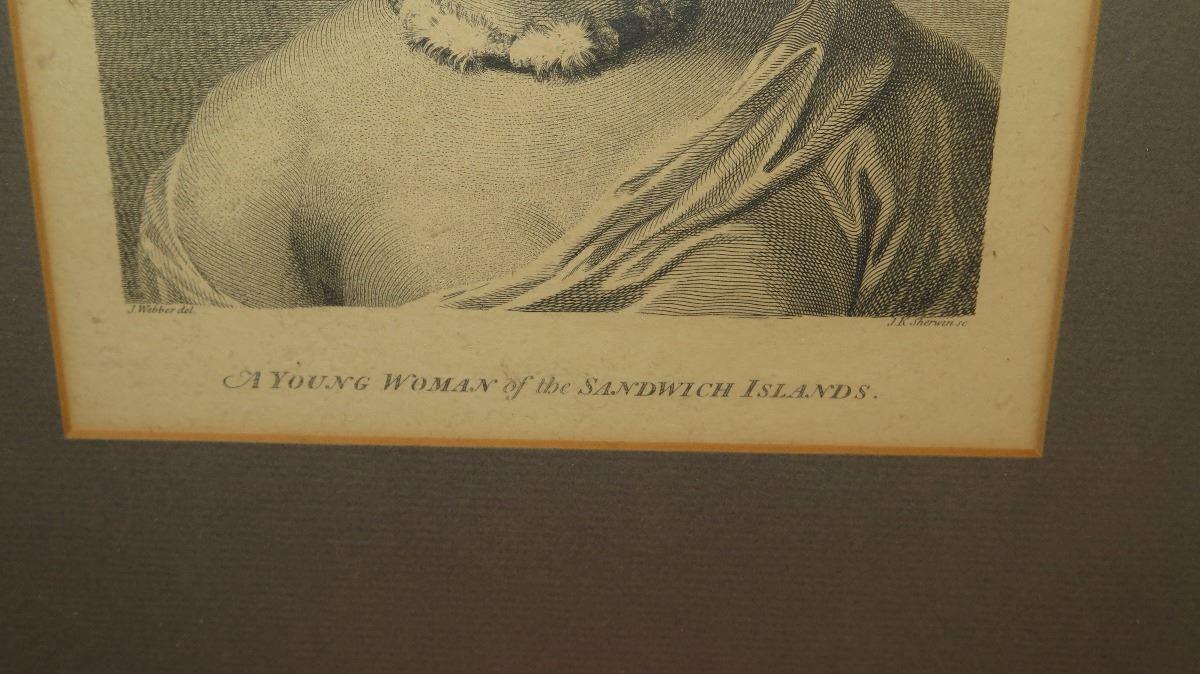 J. Webber del.
J. K. Sherwin sc.
A YOUNG WOMAN of the SANDWICH ISLANDS.